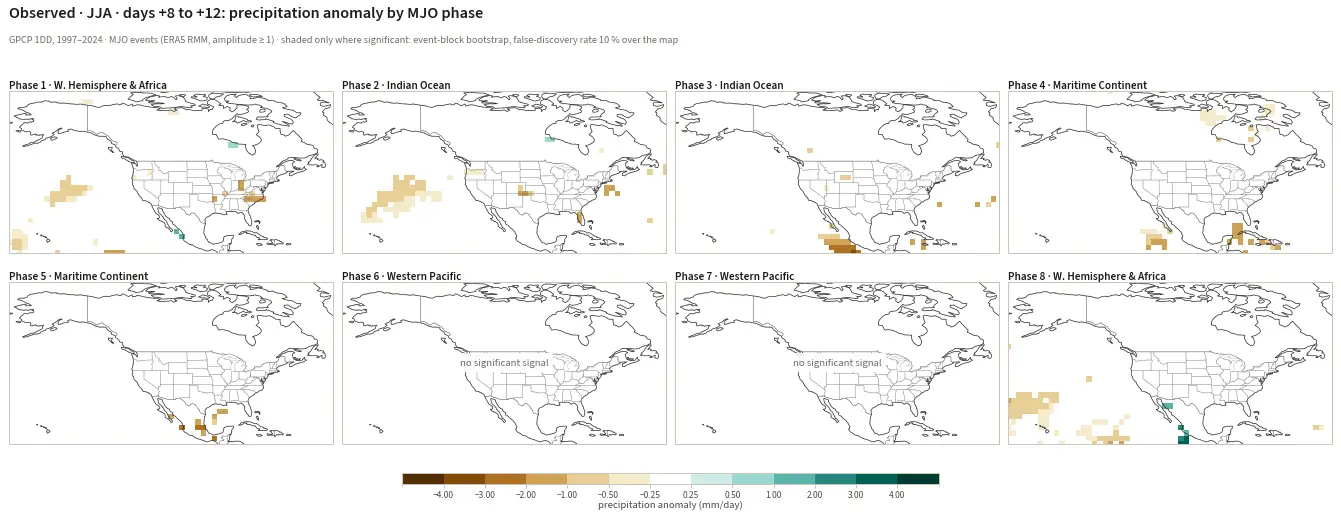 Observed · JJA · days +8 to +12: precipitation anomaly by MJO phase
GPCP 1DD, 1997–2024 · MJO events (ERA5 RMM, amplitude ≥ 1) · shaded only where significant: event-block bootstrap, false-discovery rate 10 % over the map
Phase 1 · W. Hemisphere & Africa
Phase 2 · Indian Ocean
Phase 3 · Indian Ocean
Phase 4 · Maritime Continent
Phase 5 · Maritime Continent
Phase 6 · Western Pacific
Phase 7 · Western Pacific
Phase 8 · W. Hemisphere & Africa
no significant signal
no significant signal
−4.00 −3.00 −2.00 −1.00 −0.50 −0.25 0.25 0.50 1.00 2.00 3.00 4.00
precipitation anomaly (mm/day)